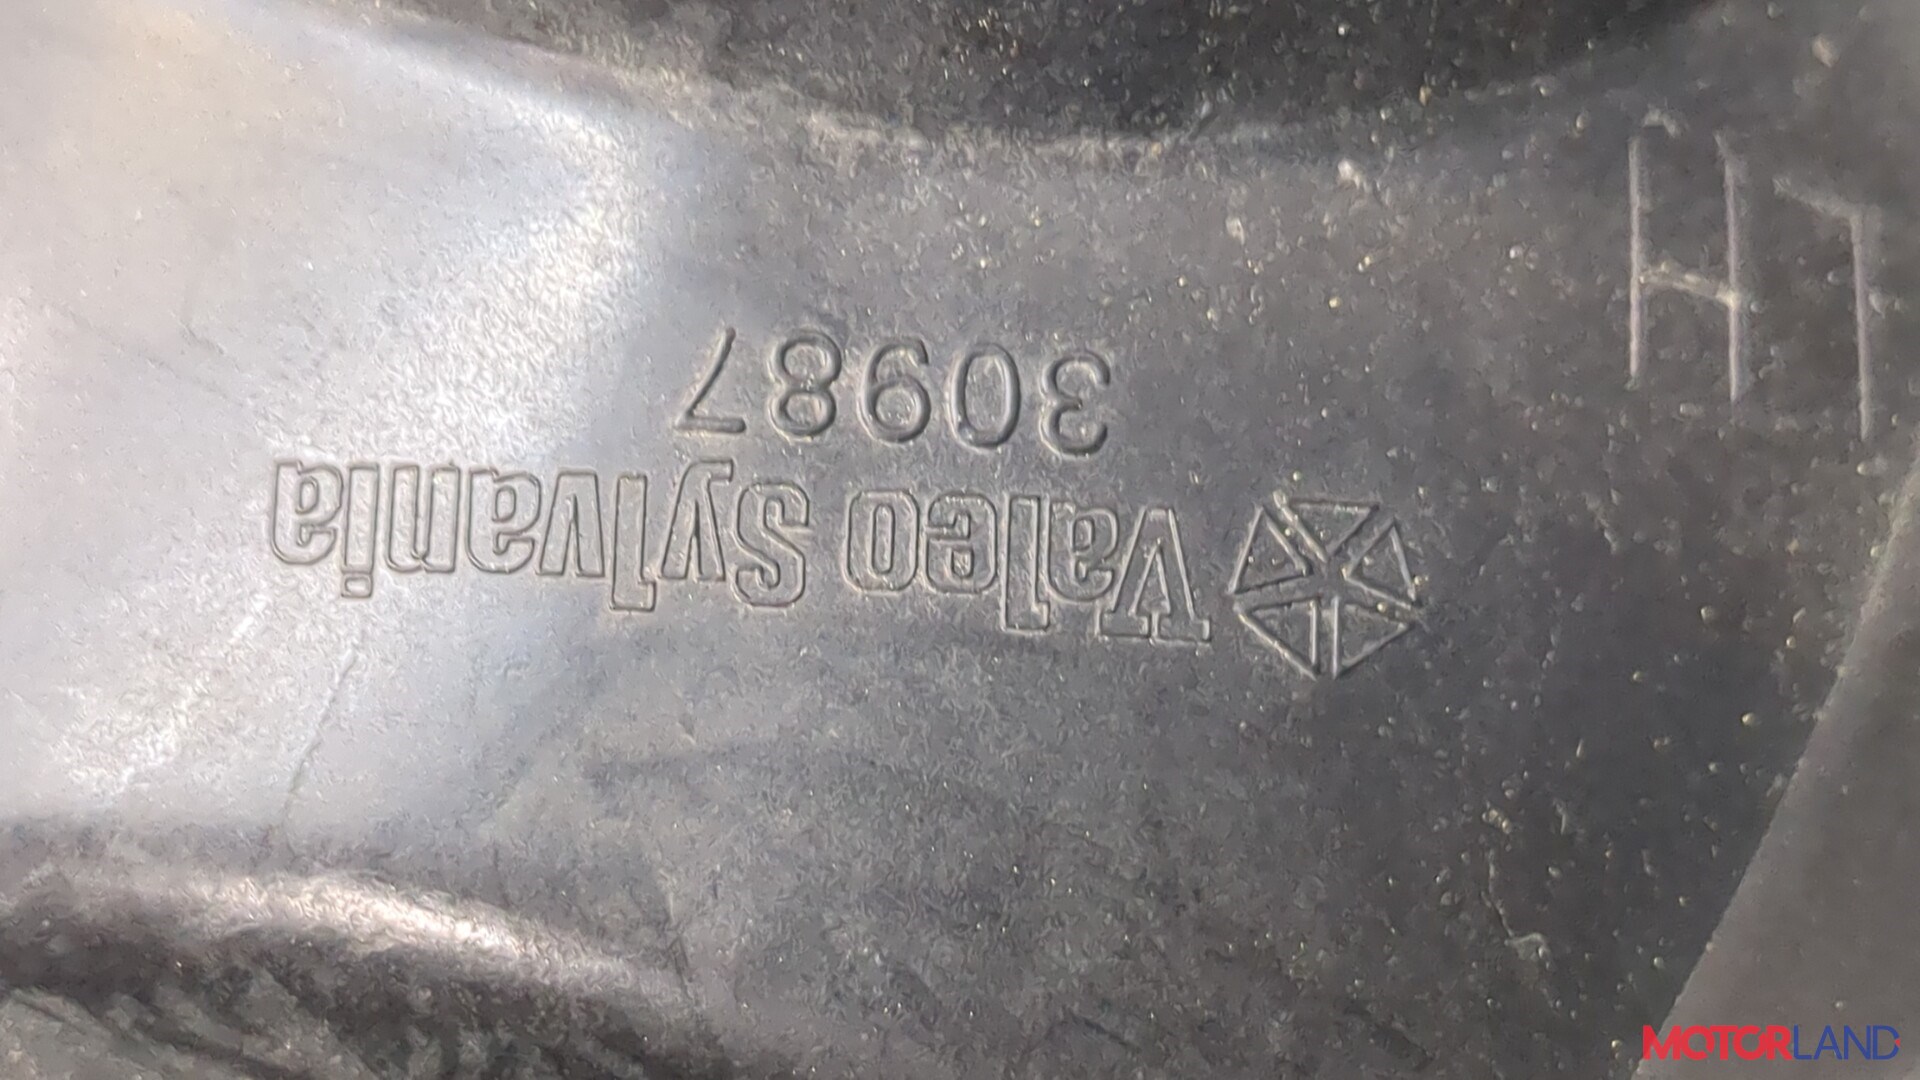 Valeo Sylvania
30987
LH
MOTORLAND